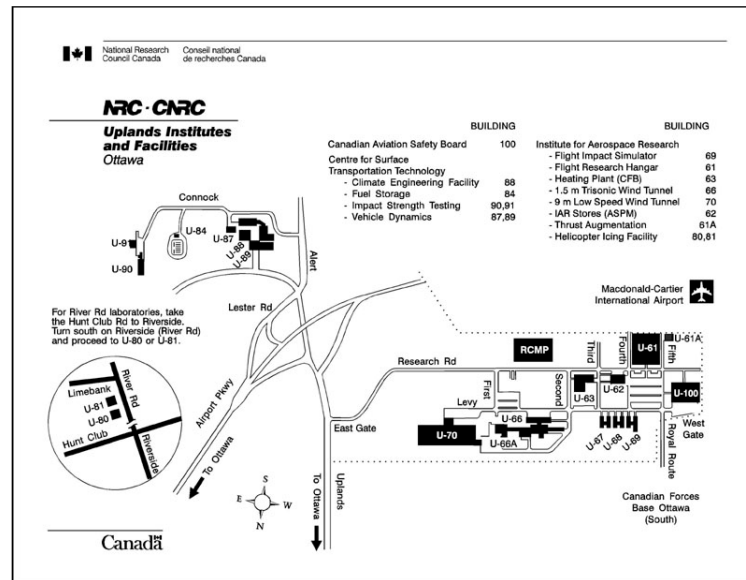 National Research Council Canada
Conseil national de recherches Canada
NRC · CNRC
Uplands Institutes
and Facilities
Ottawa
BUILDING
Canadian Aviation Safety Board 100
Centre for Surface
Transportation Technology
- Climate Engineering Facility 88
- Fuel Storage 84
- Impact Strength Testing 90,91
- Vehicle Dynamics 87,89
BUILDING
Institute for Aerospace Research
- Flight Impact Simulator 69
- Flight Research Hangar 61
- Heating Plant (CFB) 63
- 1.5 m Trisonic Wind Tunnel 66
- 9 m Low Speed Wind Tunnel 70
- IAR Stores (ASPM) 62
- Thrust Augmentation 61A
- Helicopter Icing Facility 80,81
Connock
U-91
U-84
U-87
U-88
U-89
U-90
Alert
Lester Rd
Macdonald-Cartier
International Airport
For River Rd laboratories, take
the Hunt Club Rd to Riverside.
Turn south on Riverside (River Rd)
and proceed to U-80 or U-81.
Limebank
River Rd
U-81
U-80
Hunt Club
Riverside
Airport Pkwy
To Ottawa
To Ottawa
Uplands
East Gate
Research Rd
RCMP
First
Second
Third
Fourth
Fifth
U-61
U-61A
U-63
U-62
U-100
Levy
U-66
U-70
U-66A
U-67
U-68
U-69
Royal Route
West
Gate
Canadian Forces
Base Ottawa
(South)
S
E
W
N
Canada